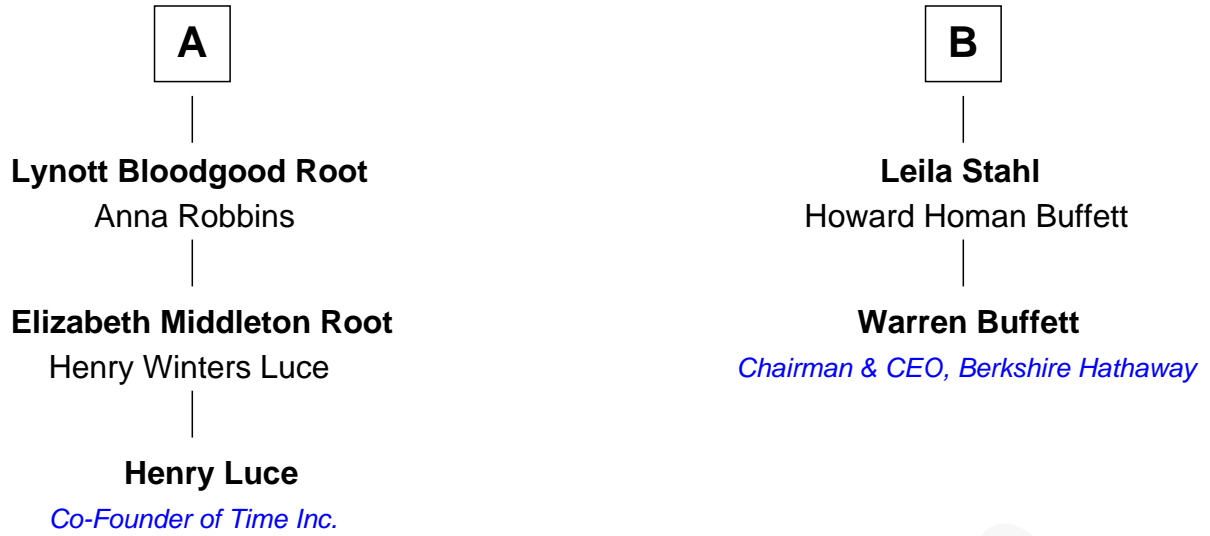 A
Lynott Bloodgood Root
Anna Robbins
Elizabeth Middleton Root
Henry Winters Luce
Henry Luce
Co-Founder of Time Inc.
B
Leila Stahl
Howard Homan Buffett
Warren Buffett
Chairman & CEO, Berkshire Hathaway